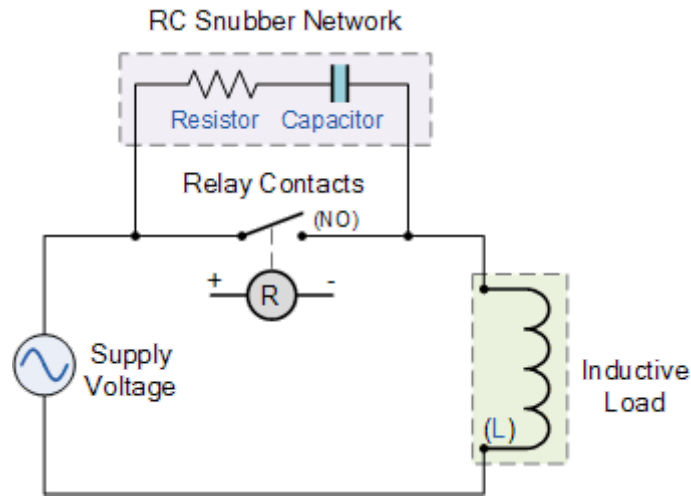 RC Snubber Network
Resistor Capacitor
Relay Contacts
(NO)
+ R -
Supply
Voltage
Inductive
Load
(L)